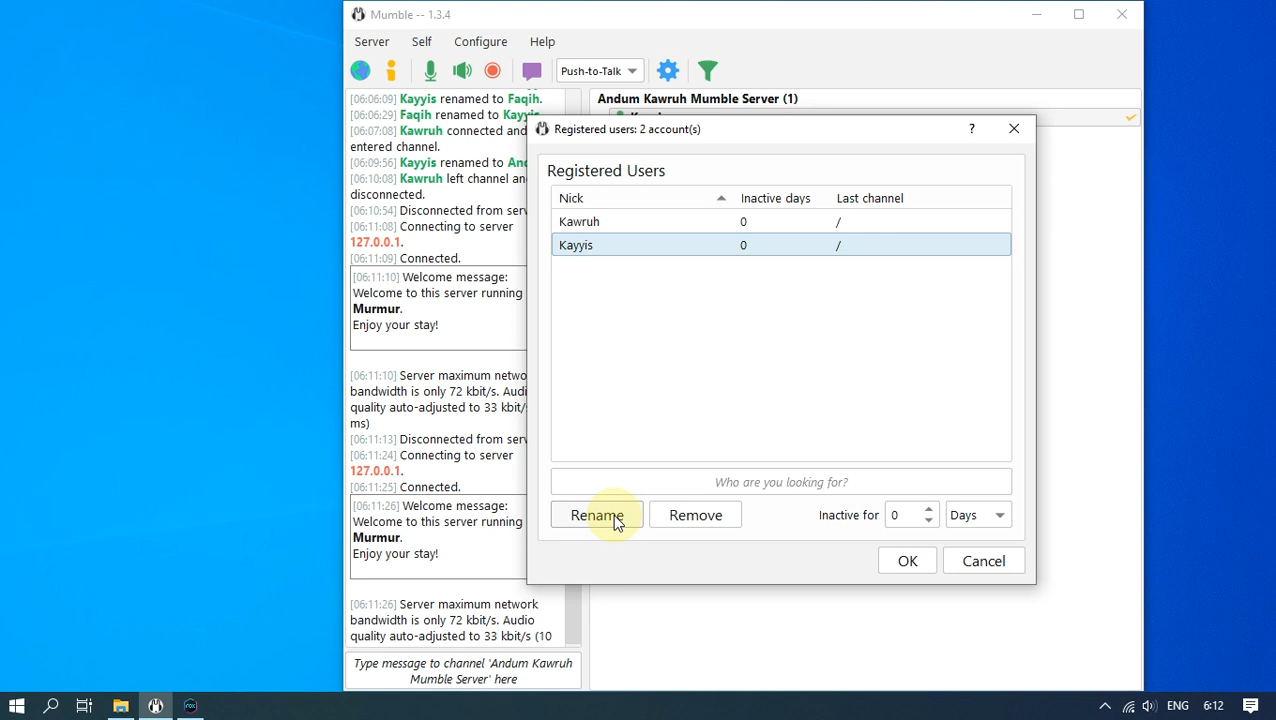 Mumble -- 1.3.4
Server Self Configure Help
Push-to-Talk
[06:06:09] Kayyis renamed to Faqih.
[06:06:29] Faqih renamed to
[06:07:08] Kawruh connected and
entered channel.
[06:09:56] Kayyis renamed to
[06:10:08] Kawruh left channel
disconnected.
[06:10:54] Disconnected from
[06:11:08] Connecting to server
127.0.0.1.
[06:11:09] Connected.
[06:11:10] Welcome message:
Welcome to this server running
Murmur.
Enjoy your stay!
[06:11:10] Server maximum
bandwidth is only 72 kbit/s.
quality auto-adjusted to 33
ms)
[06:11:13] Disconnected from
[06:11:24] Connecting to server
127.0.0.1.
[06:11:25] Connected.
[06:11:26] Welcome message:
Welcome to this server running
Murmur.
Enjoy your stay!
[06:11:26] Server maximum network
bandwidth is only 72 kbit/s. Audio
quality auto-adjusted to 33 kbit/s (10
Type message to channel 'Andum Kawruh
Mumble Server' here
Andum Kawruh Mumble Server (1)
Registered users: 2 account(s)
?
Registered Users
Nick Inactive days Last channel
Kawruh 0 /
Kayyis 0 /
Who are you looking for?
Rename Remove Inactive for 0 Days
OK Cancel
ENG 6:12